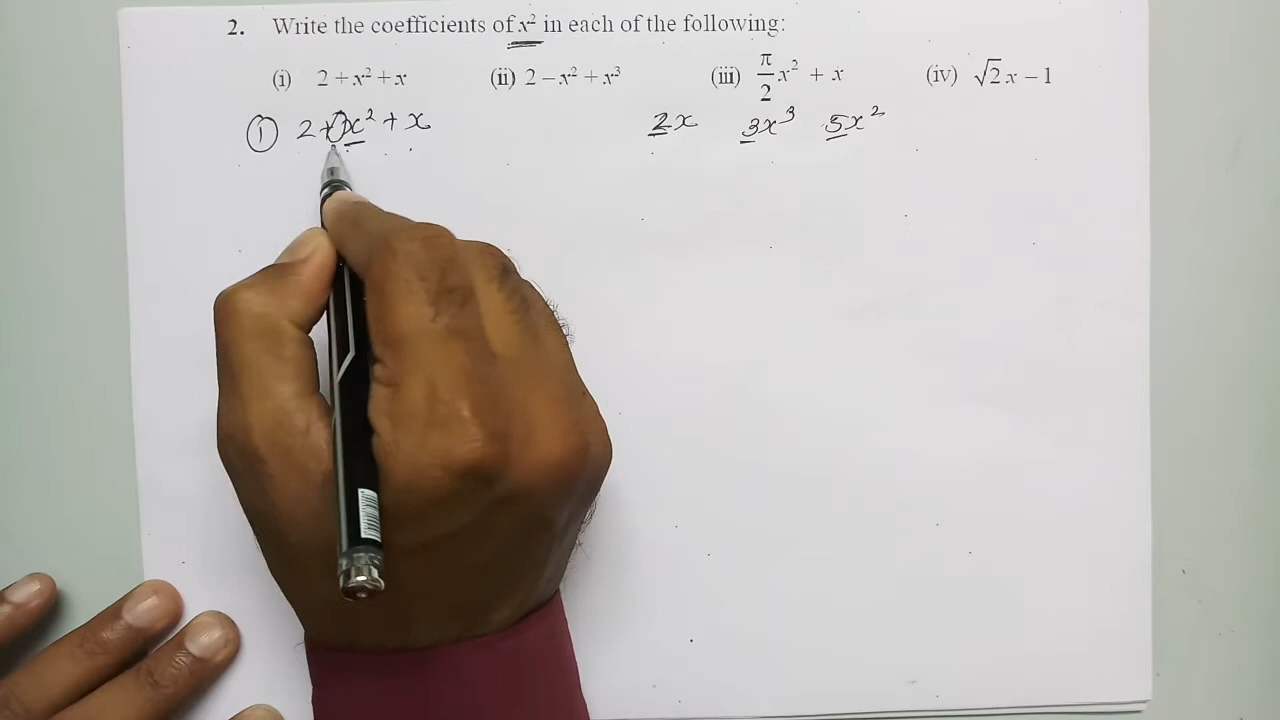 2. Write the coefficients of x² in each of the following:
(i) 2 + x² + x (ii) 2 – x² + x³ (iii) π/2 x² + x (iv) √2 x – 1
① 2 + 1x² + x 2x 3x³ 5x²